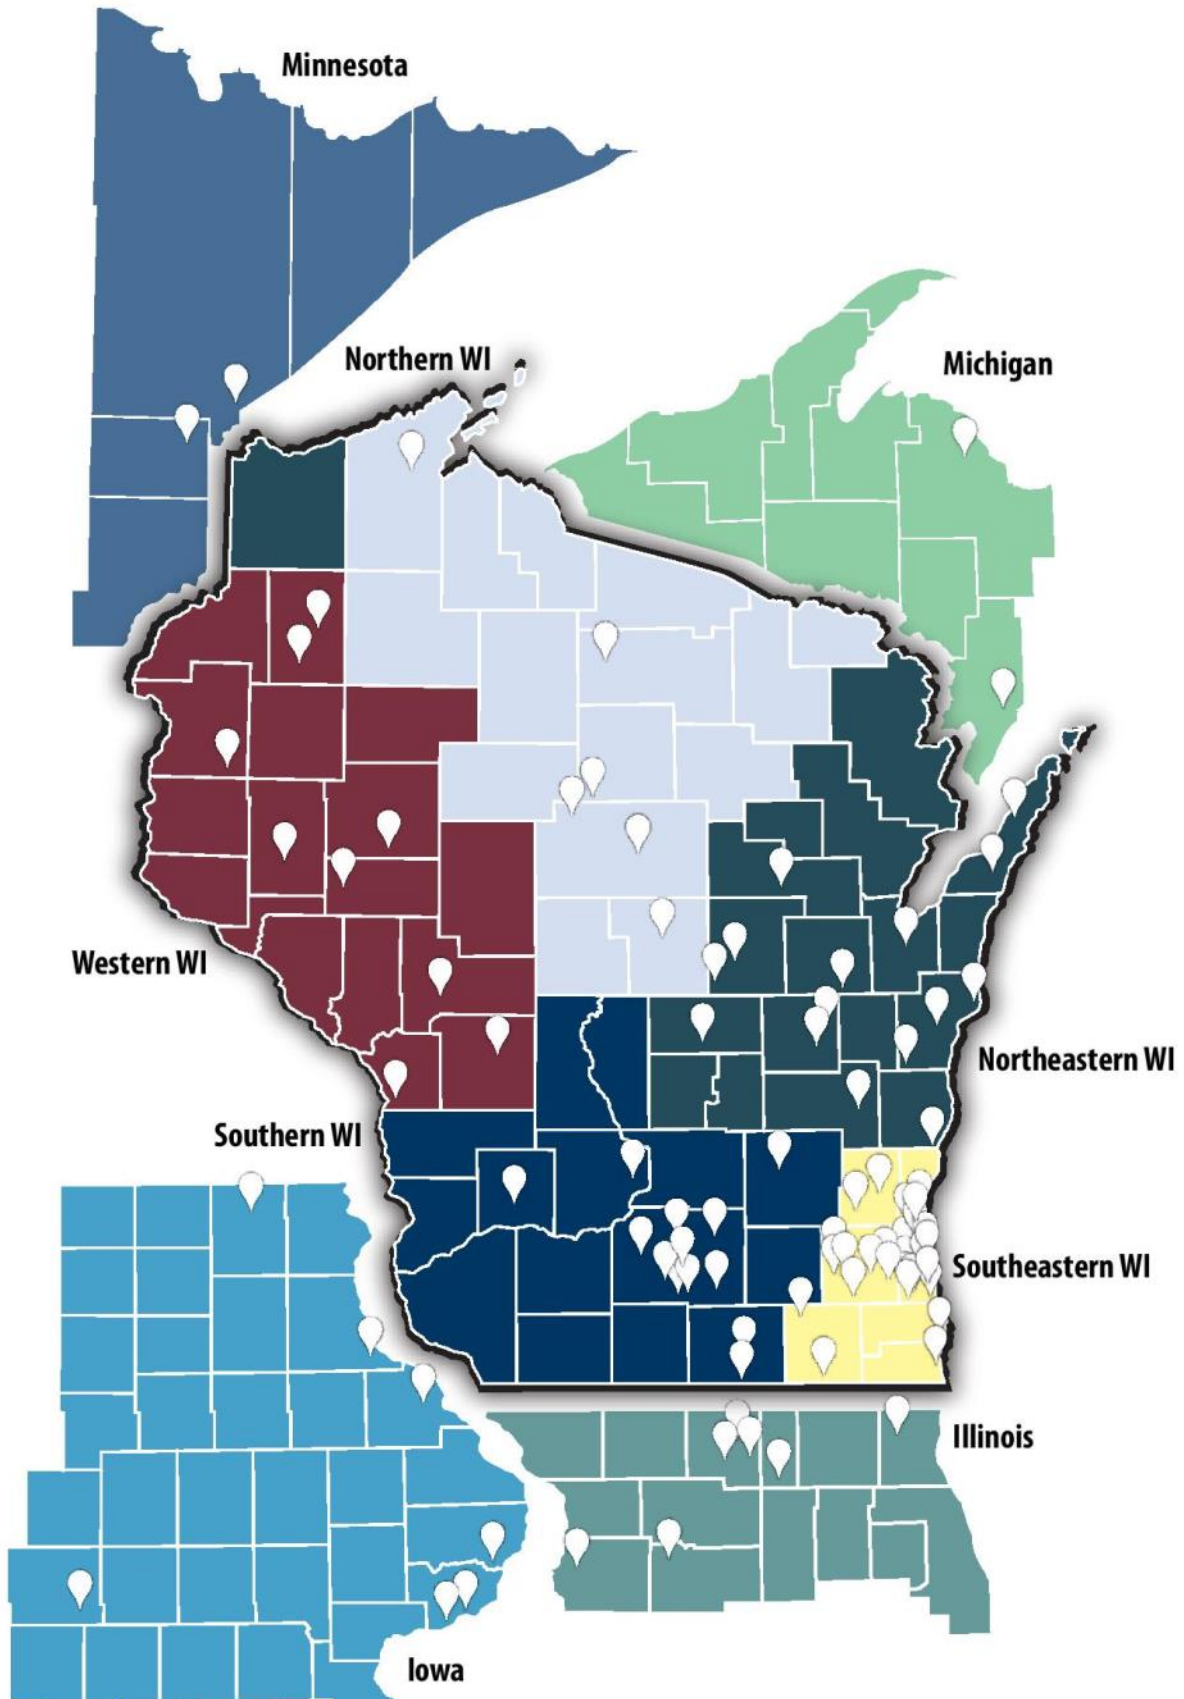 Minnesota
Northern WI
Michigan
Western WI
Northeastern WI
Southern WI
Southeastern WI
Illinois
Iowa